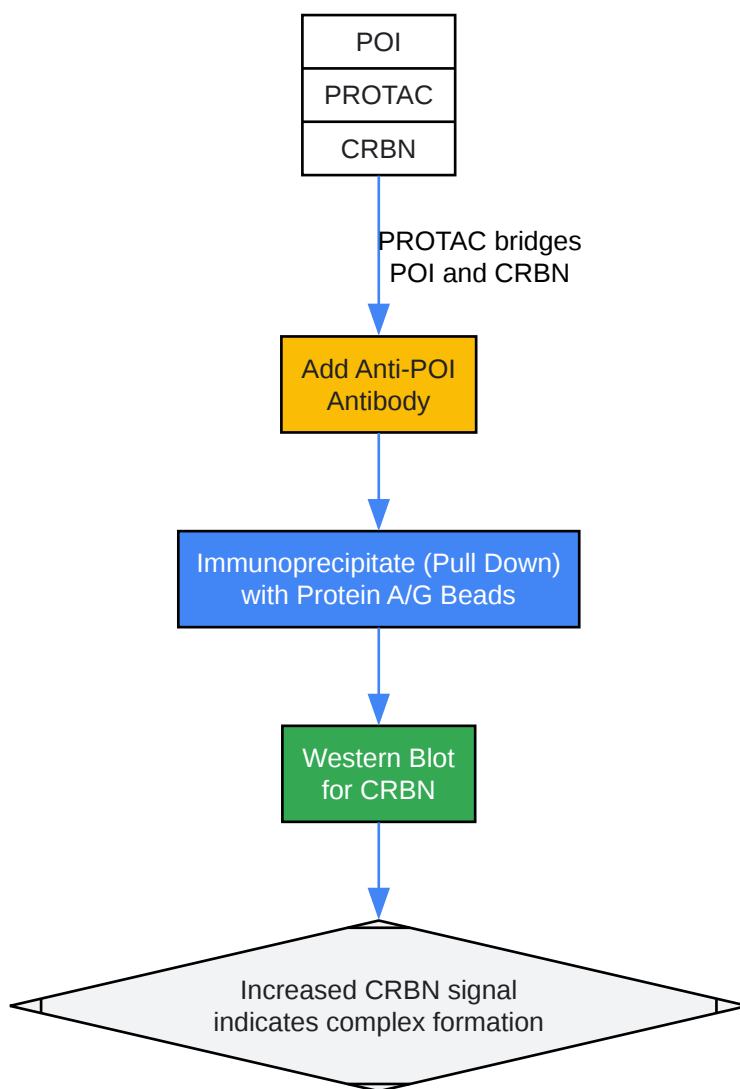 POI
PROTAC
CRBN
PROTAC bridges
POI and CRBN
Add Anti-POI
Antibody
Immunoprecipitate (Pull Down)
with Protein A/G Beads
Western Blot
for CRBN
Increased CRBN signal
indicates complex formation